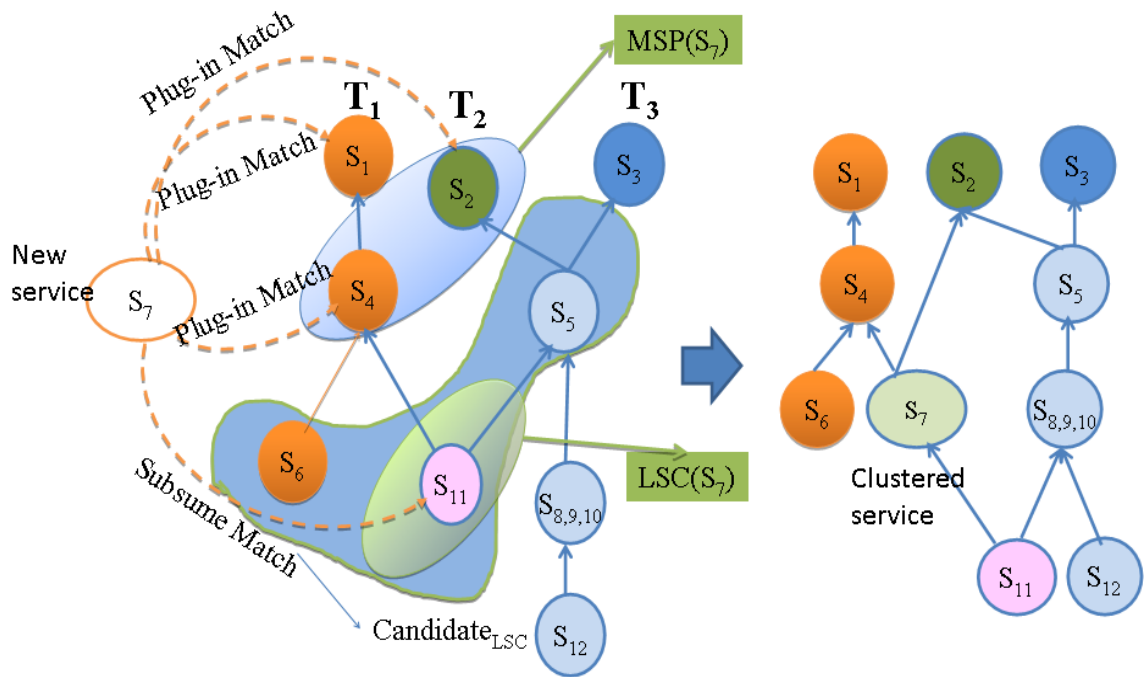 MSP(S7)
Plug-in Match
T1
T2
T3
Plug-in Match
S1
S2
S3
S1
S2
S3
New
service
S7
Plug-in Match
S4
S5
S4
S5
S6
S11
S8,9,10
LSC(S7)
S6
S7
S8,9,10
Subsume Match
Clustered
service
CandidateLSC
S12
S11
S12